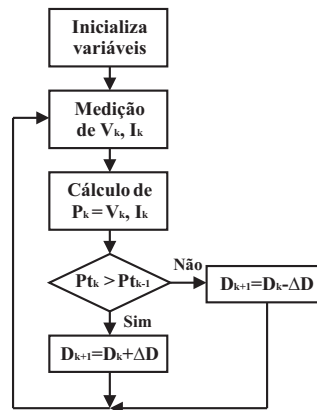 Inicializa
variáveis
Medição
de Vk, Ik
Cálculo de
Pk=Vk, Ik
Ptk > Ptk-1
Não
Dk+1=Dk-ΔD
Sim
Dk+1=Dk+ΔD